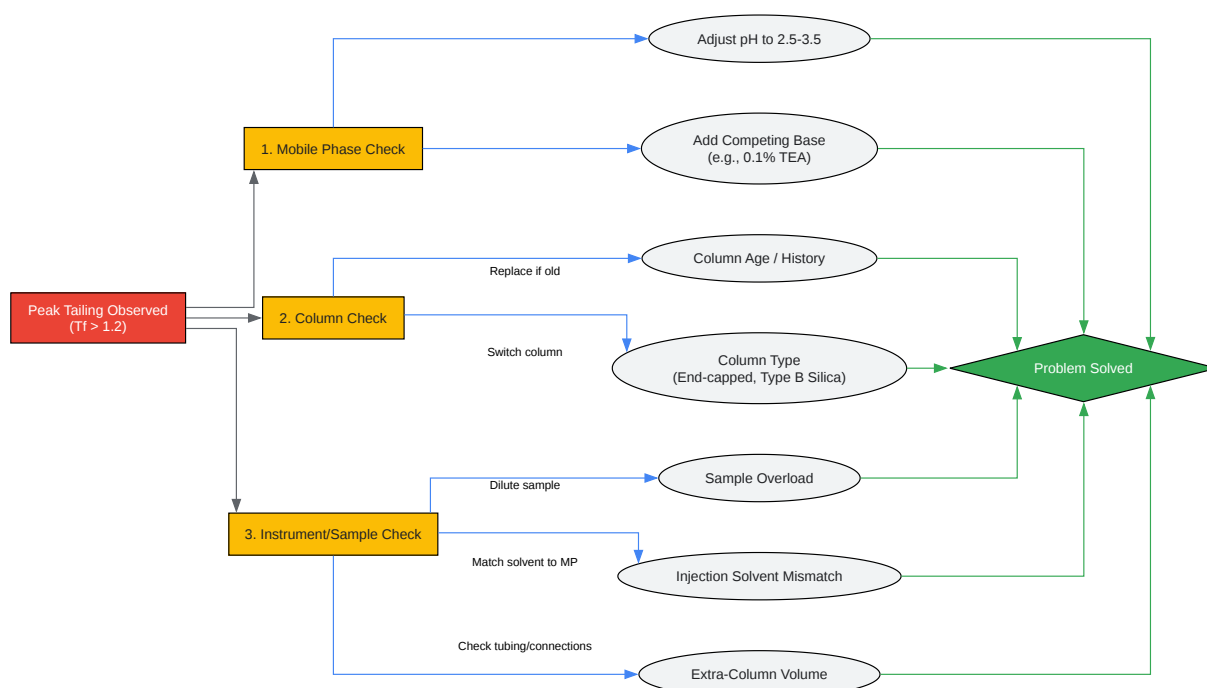 Adjust pH to 2.5-3.5
1. Mobile Phase Check
Add Competing Base
(e.g., 0.1% TEA)
Column Age / History
Replace if old
Peak Tailing Observed
(Tf > 1.2)
2. Column Check
Switch column
Column Type
(End-capped, Type B Silica)
Problem Solved
Sample Overload
Dilute sample
3. Instrument/Sample Check
Match solvent to MP
Injection Solvent Mismatch
Check tubing/connections
Extra-Column Volume